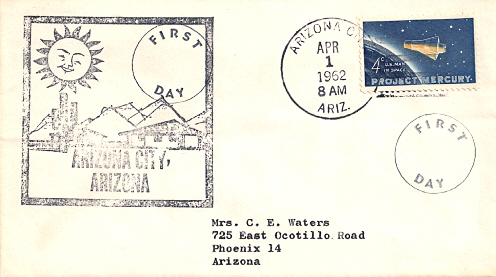 FIRST
DAY
ARIZONA CITY,
ARIZONA
ARIZONA C
APR
1
1962
8 AM
ARIZ.
4¢
U.S. MAN
IN SPACE
PROJECT MERCURY
FIRST
DAY
Mrs. C. E. Waters
725 East Ocotillo Road
Phoenix 14
Arizona